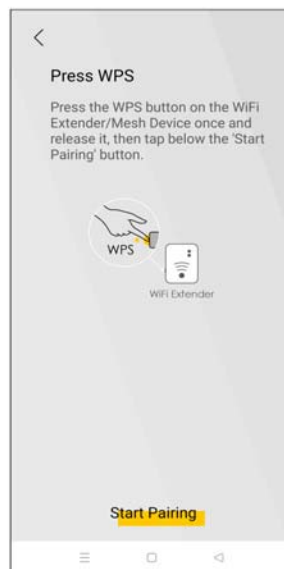 Press WPS
Press the WPS button on the WiFi
Extender/Mesh Device once and
release it, then tap below the 'Start
Pairing' button.
WPS
WiFi Extender
Start Pairing